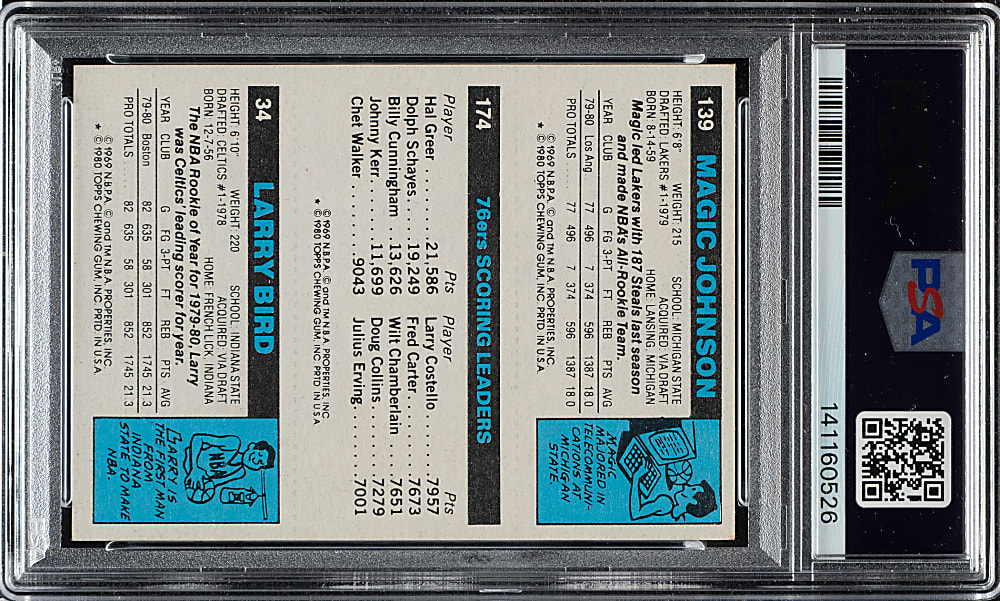 139 MAGIC JOHNSON
HEIGHT: 6'8" WEIGHT: 215 SCHOOL: MICHIGAN STATE
DRAFTED: LAKERS #1-1979 ACQUIRED: VIA DRAFT
BORN: 8-14-59 HOME: LANSING, MICHIGAN
Magic led Lakers with 187 Steals last season
and made NBA's All-Rookie Team.
YEAR CLUB G FG 3-PT FT REB PTS AVG
79-80 Los Ang. 77 496 7 374 596 1387 18.0
PRO TOTALS..... 77 496 7 374 596 1387 18.0
© 1969 N.B.P.A. © and TM N.B.A. PROPERTIES, INC.
* © 1980 TOPPS CHEWING GUM, INC. PRTD. IN U.S.A.
MAGIC
MAJORED IN
TELECOMMUNI-
CATIONS AT
MICHIGAN
STATE.
174 76ers SCORING LEADERS
Player Pts Player Pts
Hal Greer ...... 21,586 Larry Costello ...... 7957
Dolph Schayes .... 19,249 Fred Carter ....... 7673
Billy Cunningham .. 13,626 Wilt Chamberlain ... 7651
Johnny Kerr ..... 11,699 Doug Collins ...... 7279
Chet Walker ...... 9043 Julius Erving ...... 7001
© 1969 N.B.P.A. © and TM N.B.A. PROPERTIES, INC.
* © 1980 TOPPS CHEWING GUM, INC. PRTD. IN U.S.A.
34 LARRY BIRD
HEIGHT: 6'10" WEIGHT: 220 SCHOOL: INDIANA STATE
DRAFTED: CELTICS #1-1978 ACQUIRED: VIA DRAFT
BORN: 12-7-56 HOME: FRENCH LICK, INDIANA
The NBA Rookie of Year for 1979-80, Larry
was Celtics' leading scorer for year.
YEAR CLUB G FG 3-PT FT REB PTS AVG
79-80 Boston 82 635 58 301 852 1745 21.3
PRO TOTALS..... 82 635 58 301 852 1745 21.3
© 1969 N.B.P.A. © and TM N.B.A. PROPERTIES, INC.
* © 1980 TOPPS CHEWING GUM, INC. PRTD. IN U.S.A.
NBA
LARRY IS
THE FIRST MAN
FROM
INDIANA
STATE TO MAKE
NBA.
PSA
141160526